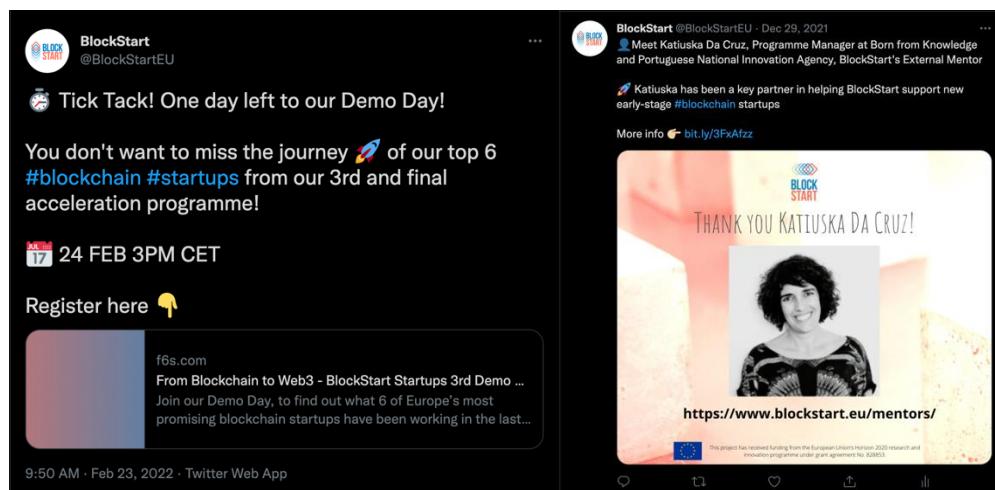 BLOCK
START
BlockStart
@BlockStartEU
Tick Tack! One day left to our Demo Day!
You don't want to miss the journey 🚀 of our top 6
#blockchain #startups from our 3rd and final
acceleration programme!
JUL
17
24 FEB 3PM CET
Register here 👇
f6s.com
From Blockchain to Web3 - BlockStart Startups 3rd Demo ...
Join our Demo Day, to find out what 6 of Europe's most
promising blockchain startups have been working in the last...
9:50 AM · Feb 23, 2022 · Twitter Web App
BLOCK
START
BlockStart @BlockStartEU · Dec 29, 2021
Meet Katiuska Da Cruz, Programme Manager at Born from Knowledge
and Portuguese National Innovation Agency, BlockStart's External Mentor
🚀 Katiuska has been a key partner in helping BlockStart support new
early-stage #blockchain startups
More info 👉 bit.ly/3FxAfzz
BLOCK
START
THANK YOU KATIUSKA DA CRUZ!
https://www.blockstart.eu/mentors/
This project has received funding from the European Union's Horizon 2020 research and
innovation programme under grant agreement No. 828853.